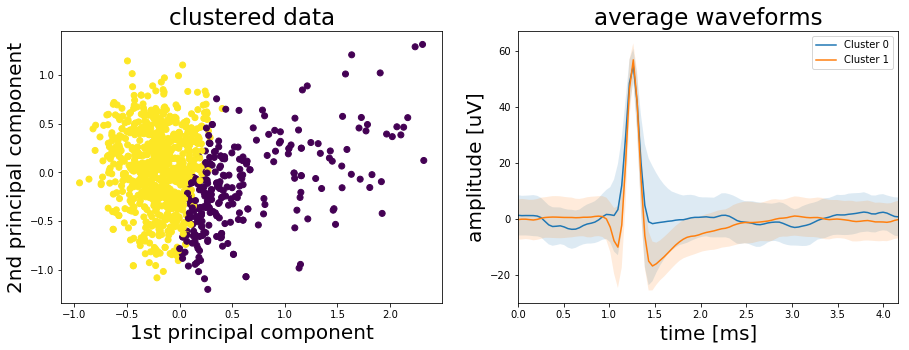 clustered data
2nd principal component
1.0
0.5
0.0
−0.5
−1.0
−1.0 −0.5 0.0 0.5 1.0 1.5 2.0
1st principal component
average waveforms
amplitude [uV]
60
40
20
0
−20
Cluster 0
Cluster 1
0.0 0.5 1.0 1.5 2.0 2.5 3.0 3.5 4.0
time [ms]